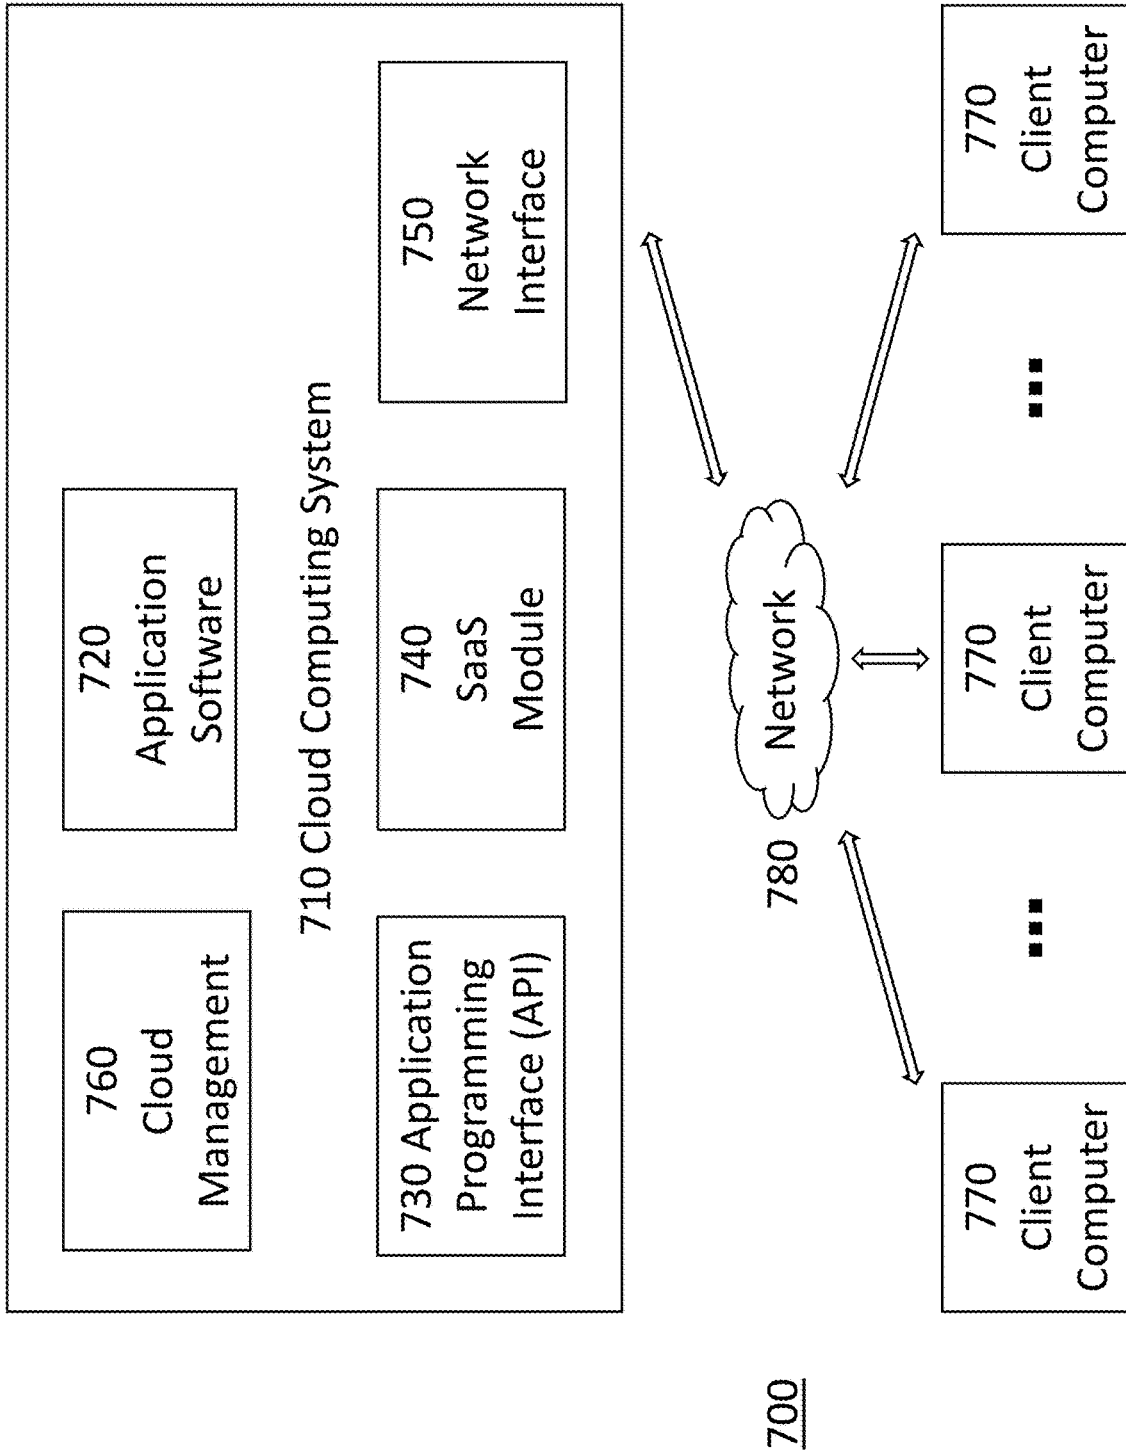 760
Cloud
Management
720
Application
Software
710 Cloud Computing System
730 Application
Programming
Interface (API)
740
SaaS
Module
750
Network
Interface
700
780
Network
770
Client
Computer
...
770
Client
Computer
...
770
Client
Computer